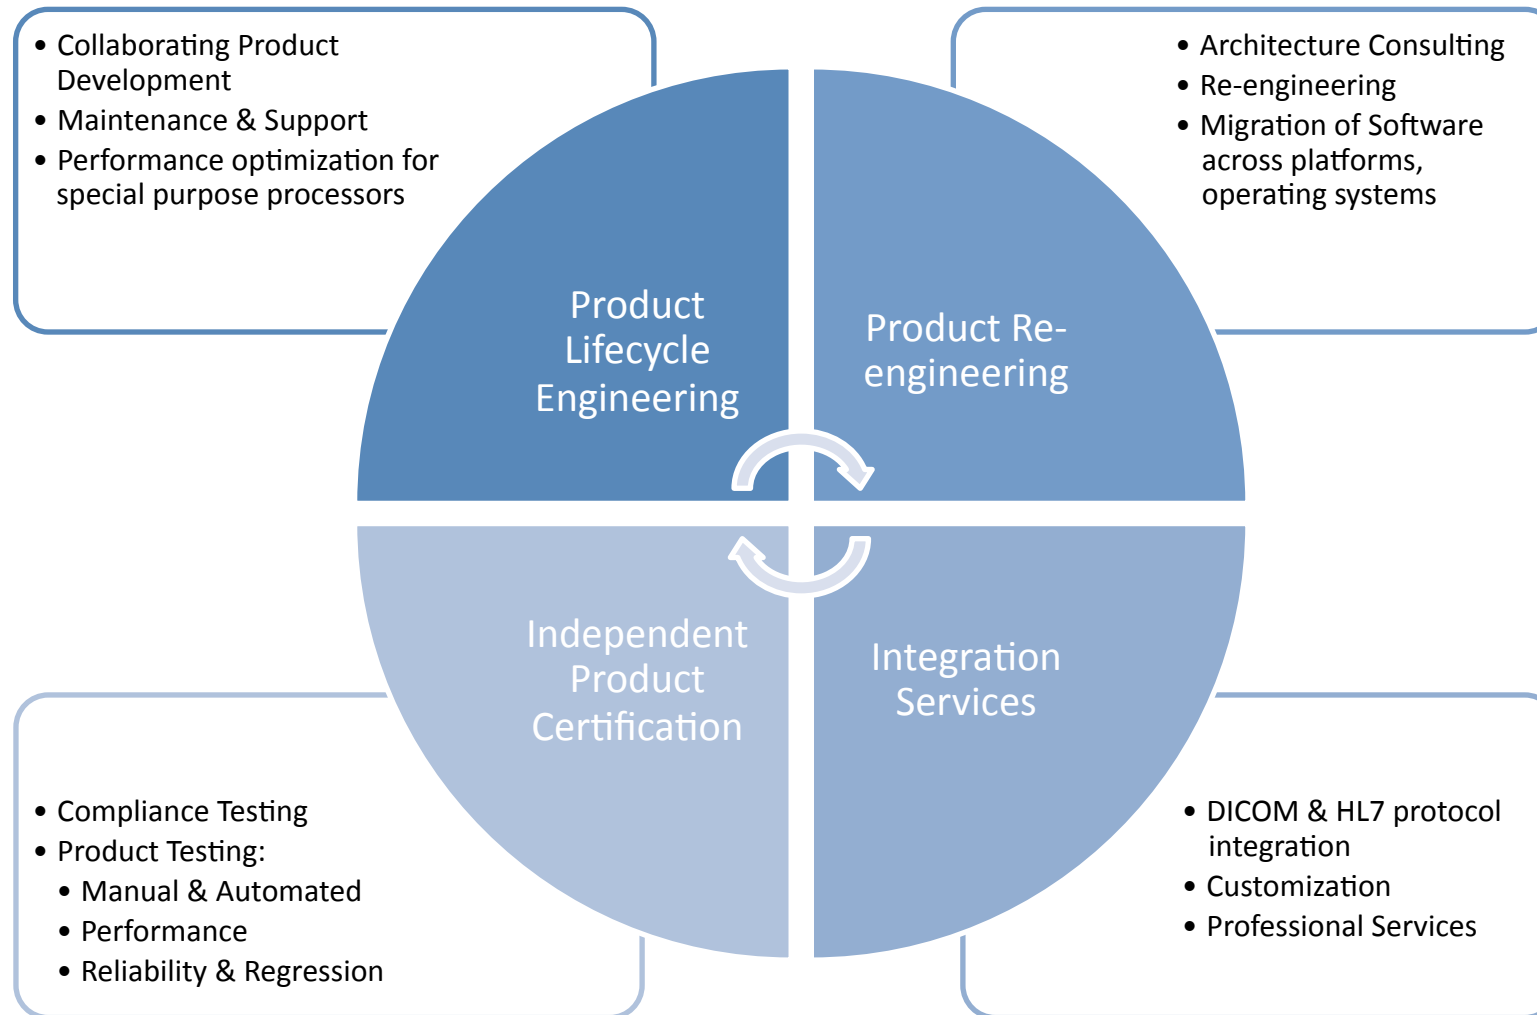 • Collaborating Product
Development
• Maintenance & Support
• Performance optimization for
special purpose processors
• Architecture Consulting
• Re-engineering
• Migration of Software
across platforms,
operating systems
Product
Lifecycle
Engineering
Product Re-
engineering
Independent
Product
Certification
Integration
Services
• Compliance Testing
• Product Testing:
• Manual & Automated
• Performance
• Reliability & Regression
• DICOM & HL7 protocol
integration
• Customization
• Professional Services